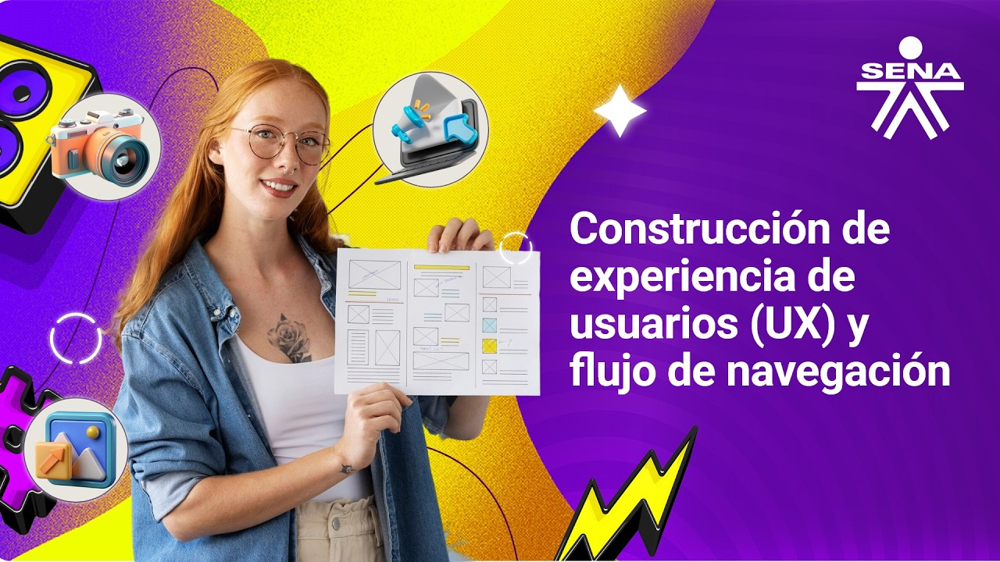 SENA
Construcción de
experiencia de
usuarios (UX) y
flujo de navegación